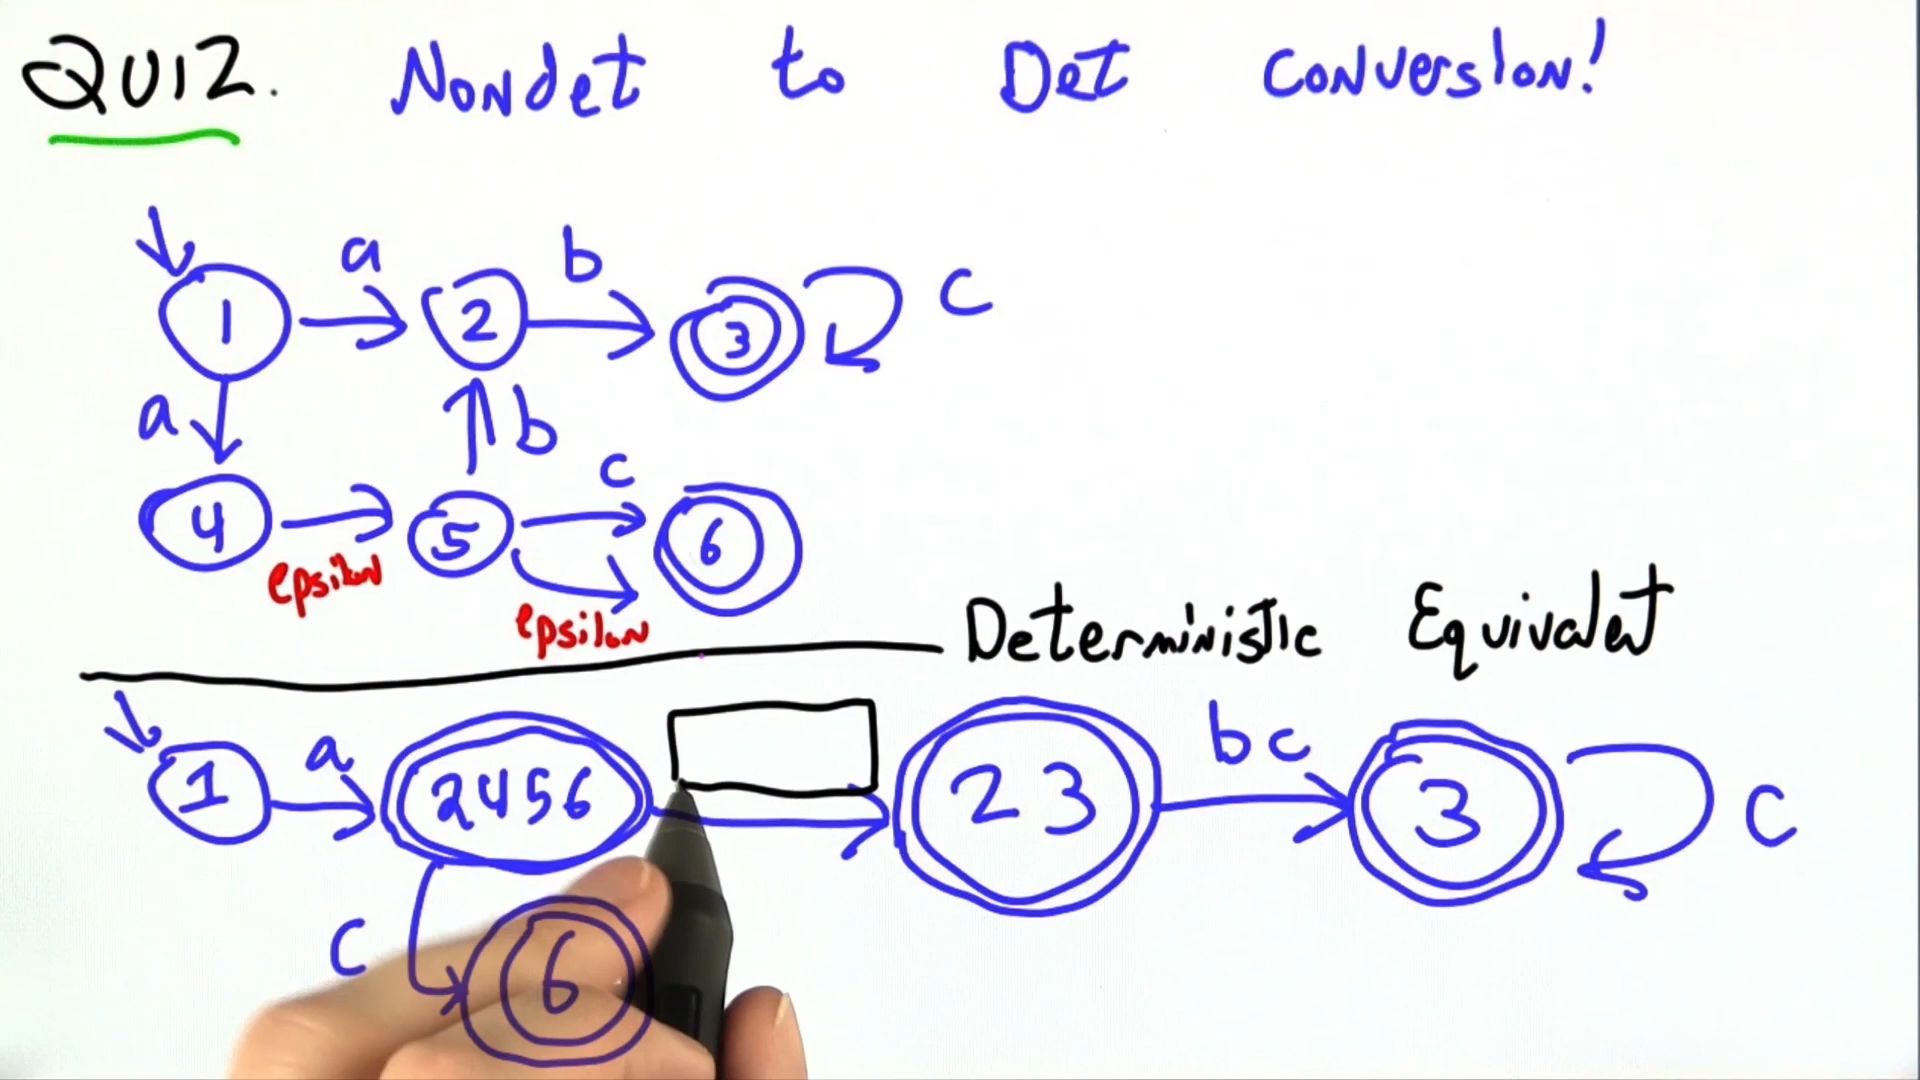 QUIZ. Nondet to Det Conversion!
a b
1 2 3 c
a b
c
4 5 6
epsilon
epsilon
Deterministic Equivalent
a bc
1 2456 23 3 c
c
6